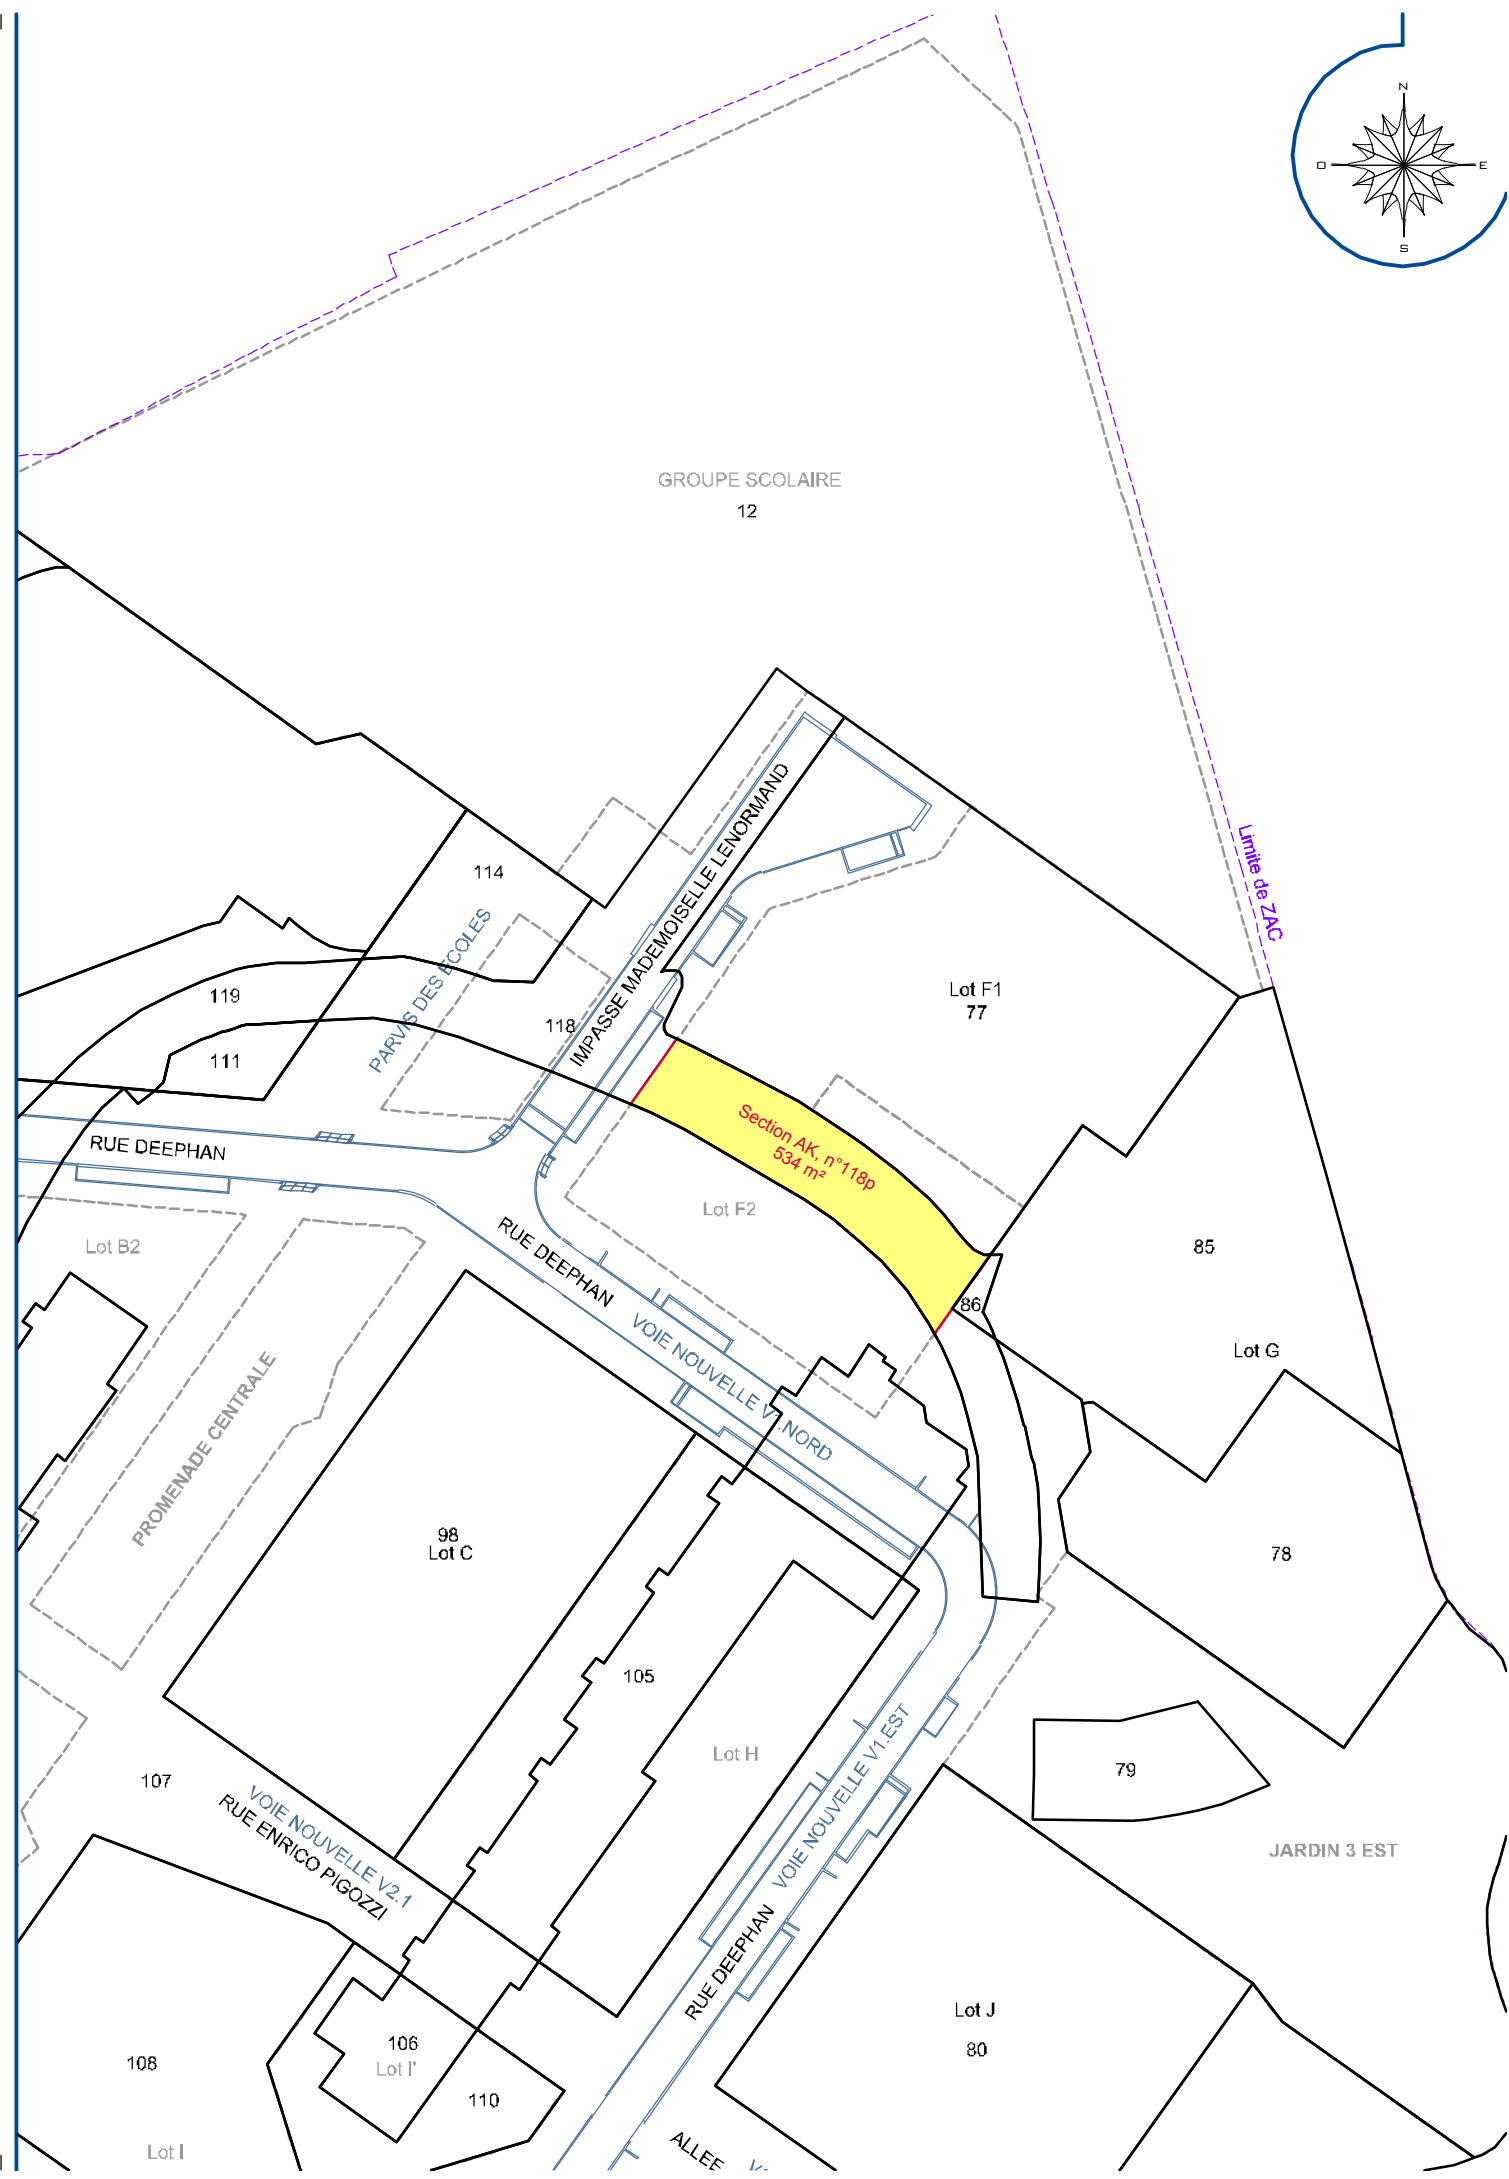 N
O
E
S
GROUPE SCOLAIRE
12
IMPASSE MADEMOISELLE LENORMAND
Limite de ZAC
114
PARVIS DES ECOLES
119
118
Lot F1
77
111
RUE DEEPHAN
Section AK, n°118p
534 m²
Lot F2
Lot B2
RUE DEEPHAN
VOIE NOUVELLE V1.NORD
85
86
Lot G
PROMENADE CENTRALE
98
Lot C
78
105
Lot H
VOIE NOUVELLE V1.EST
RUE DEEPHAN
79
107
VOIE NOUVELLE V2.1
RUE ENRICO PIGOZZI
JARDIN 3 EST
Lot J
80
106
Lot I'
108
110
Lot I
ALLEE